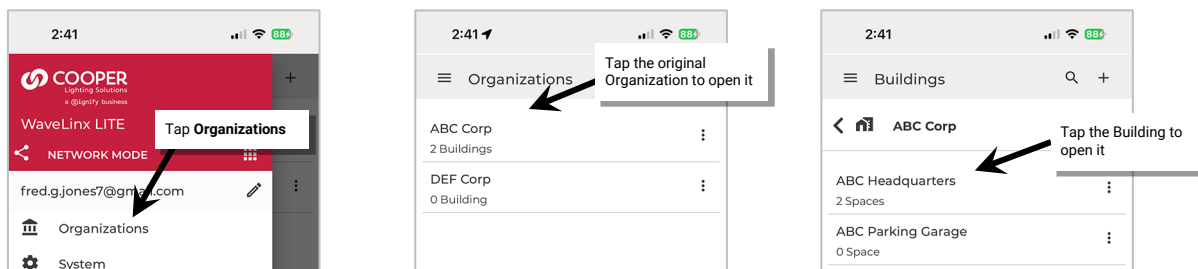 2:41
88
COOPER
Lighting Solutions
a Signify business
WaveLinx LITE
Tap Organizations
NETWORK MODE
fred.g.jones7@gmail.com
Organizations
System
2:41
88
Organizations
Tap the original
Organization to open it
ABC Corp
2 Buildings
DEF Corp
0 Building
2:41
88
Buildings
ABC Corp
Tap the Building to
open it
ABC Headquarters
2 Spaces
ABC Parking Garage
0 Space